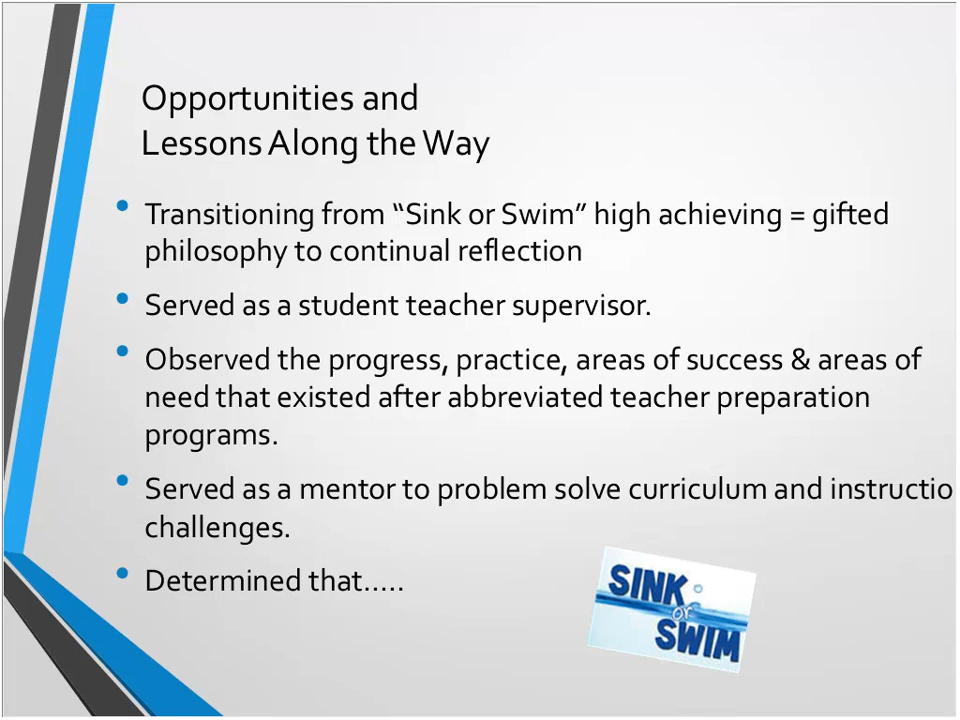 Opportunities and
Lessons Along the Way
• Transitioning from “Sink or Swim” high achieving = gifted
philosophy to continual reflection
• Served as a student teacher supervisor.
• Observed the progress, practice, areas of success & areas of
need that existed after abbreviated teacher preparation
programs.
• Served as a mentor to problem solve curriculum and instructio
challenges.
• Determined that…..
SINK
or
SWIM